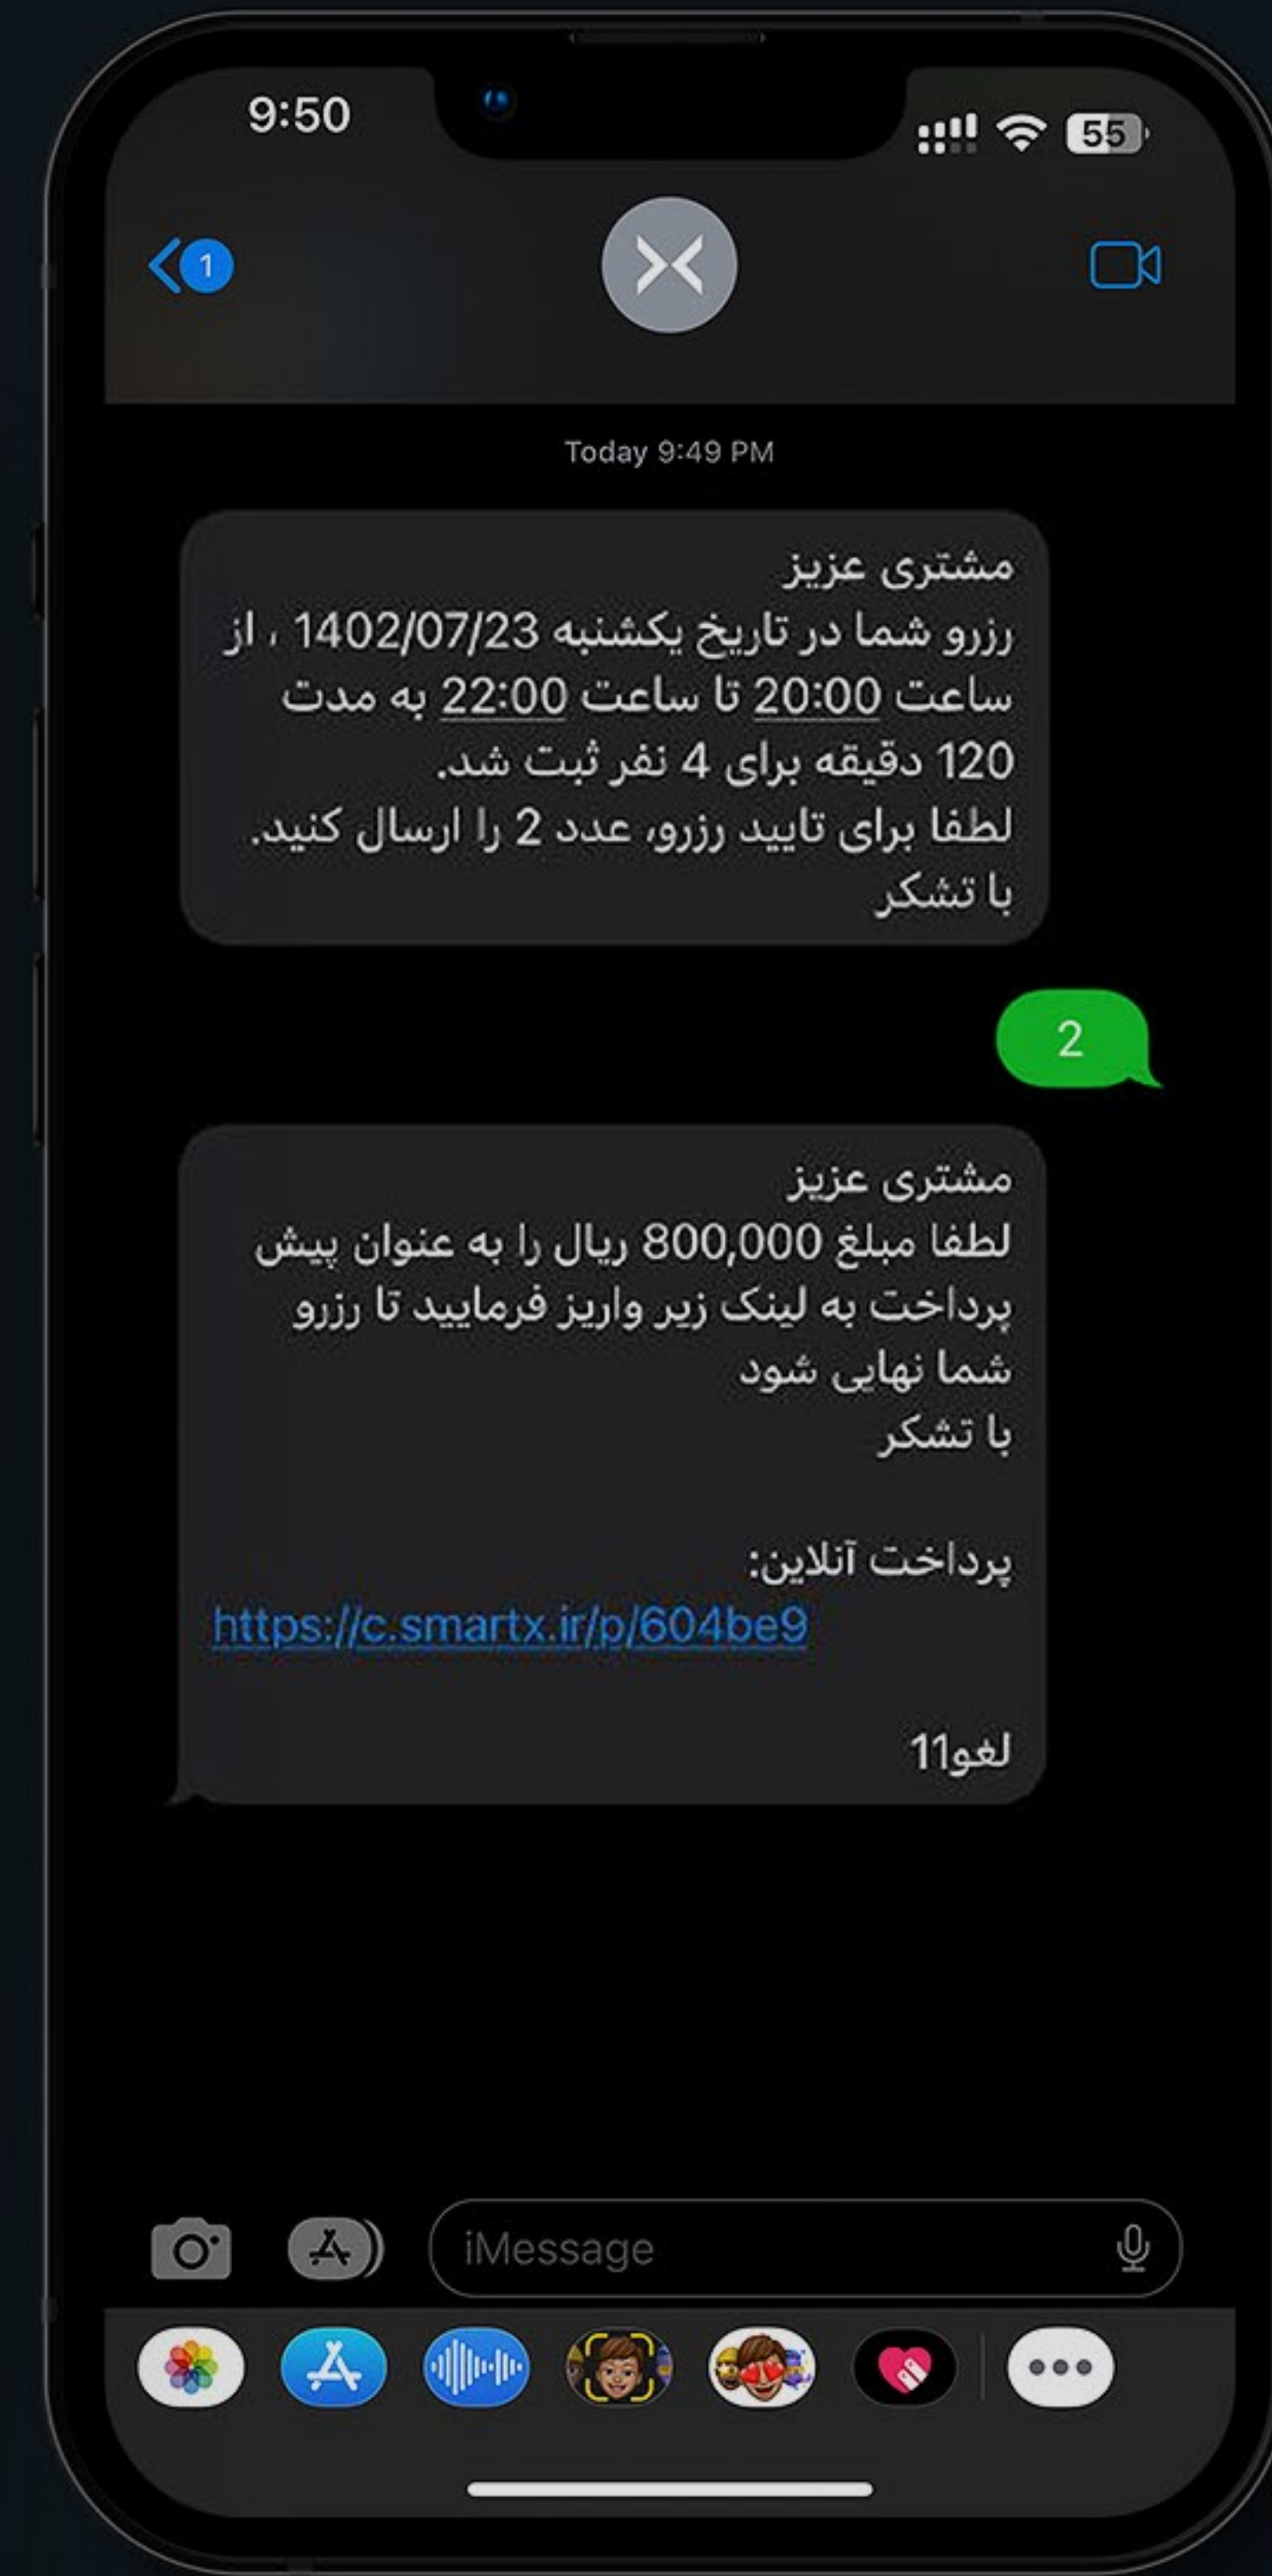 9:50
55
1
Today 9:49 PM
مشتری عزیز
رزرو شما در تاریخ یکشنبه 1402/07/23 ، از
ساعت 20:00 تا ساعت 22:00 به مدت
120 دقیقه برای 4 نفر ثبت شد.
لطفا برای تایید رزرو، عدد 2 را ارسال کنید.
با تشکر
2
مشتری عزیز
لطفا مبلغ 800,000 ریال را به عنوان پیش
پرداخت به لینک زیر واریز فرمایید تا رزرو
شما نهایی شود
با تشکر
پرداخت آنلاین:
https://c.smartx.ir/p/604be9
لغو11
iMessage